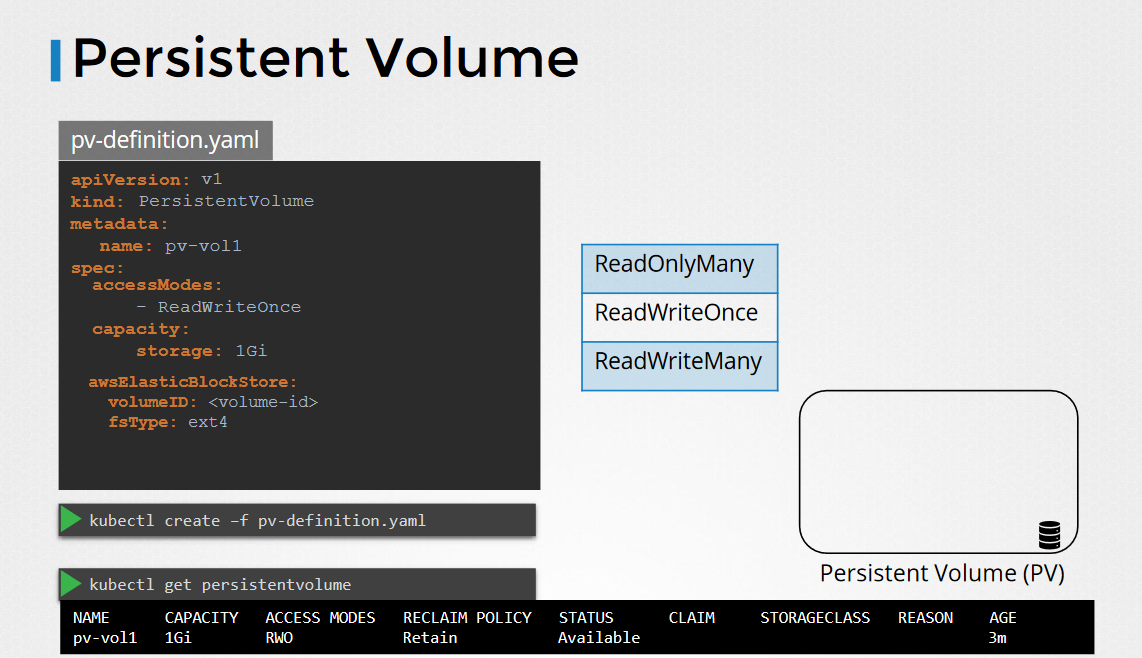 Persistent Volume
pv-definition.yaml
apiVersion: v1
kind: PersistentVolume
metadata:
name: pv-vol1
spec:
accessModes:
- ReadWriteOnce
capacity:
storage: 1Gi
awsElasticBlockStore:
volumeID: <volume-id>
fsType: ext4
ReadOnlyMany
ReadWriteOnce
ReadWriteMany
Persistent Volume (PV)
kubectl create –f pv-definition.yaml
kubectl get persistentvolume
NAME CAPACITY ACCESS MODES RECLAIM POLICY STATUS CLAIM STORAGECLASS REASON AGE
pv-vol1 1Gi RWO Retain Available 3m